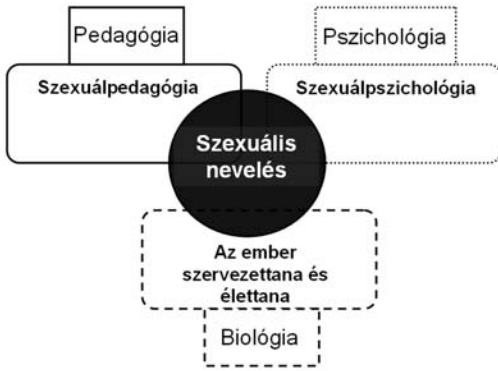 Pedagógia
Pszichológia
Szexuálpedagógia
Szexuálpszichológia
Szexuális
nevelés
Az ember
szervezettana és
élettana
Biológia